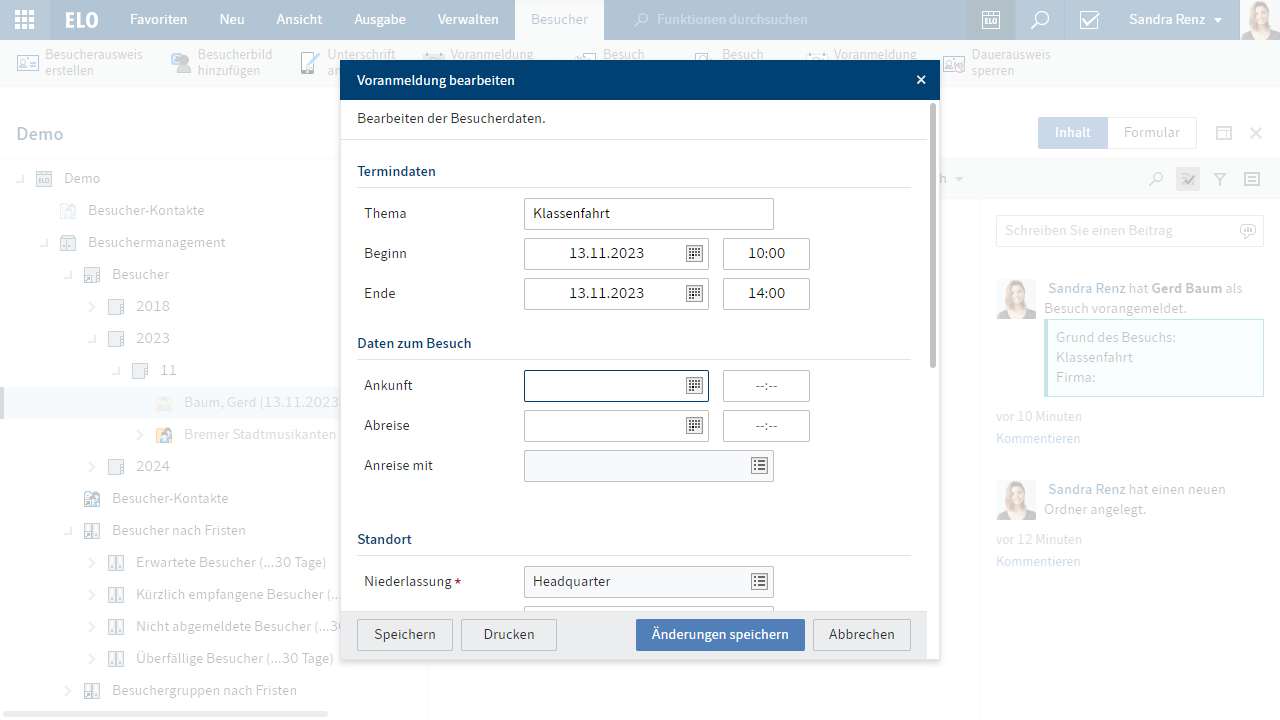 ELO Favoriten Neu Ansicht Ausgabe Verwalten Besucher Funktionen durchsuchen ELO Sandra Renz
Besucherausweis erstellen
Besucherbild hinzufügen
Unterschrift
Voranmeldung
Besuch
Besuch
Voranmeldung
Dauerausweis sperren
Voranmeldung bearbeiten
Bearbeiten der Besucherdaten.
Termindaten
Thema Klassenfahrt
Beginn 13.11.2023 10:00
Ende 13.11.2023 14:00
Daten zum Besuch
Ankunft --:--
Abreise --:--
Anreise mit
Standort
Niederlassung * Headquarter
Speichern Drucken Änderungen speichern Abbrechen
Demo
Inhalt Formular
Demo
Besucher-Kontakte
Besuchermanagement
Besucher
2018
2023
11
Baum, Gerd (13.11.2023
Bremer Stadtmusikanten
2024
Besucher-Kontakte
Besucher nach Fristen
Erwartete Besucher (...30 Tage)
Kürzlich empfangene Besucher (..
Nicht abgemeldete Besucher (...30
Überfällige Besucher (...30 Tage)
Besuchergruppen nach Fristen
Schreiben Sie einen Beitrag
Sandra Renz hat Gerd Baum als
Besuch vorangemeldet.
Grund des Besuchs:
Klassenfahrt
Firma:
vor 10 Minuten
Kommentieren
Sandra Renz hat einen neuen
Ordner angelegt.
vor 12 Minuten
Kommentieren